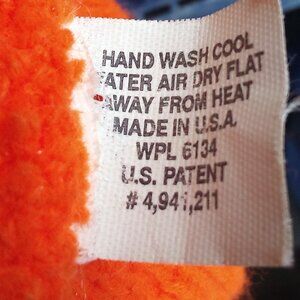 HAND WASH COOL
WATER AIR DRY FLAT
AWAY FROM HEAT
MADE IN U.S.A.
WPL 6134
U.S. PATENT
# 4,941,211